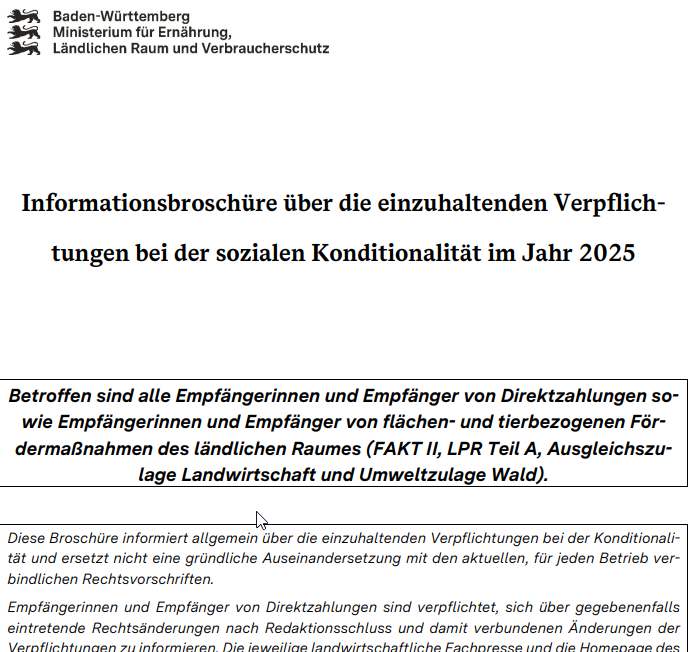 Baden-Württemberg
Ministerium für Ernährung,
Ländlichen Raum und Verbraucherschutz
Informationsbroschüre über die einzuhaltenden Verpflich-
tungen bei der sozialen Konditionalität im Jahr 2025
Betroffen sind alle Empfängerinnen und Empfänger von Direktzahlungen so-
wie Empfängerinnen und Empfänger von flächen- und tierbezogenen För-
dermaßnahmen des ländlichen Raumes (FAKT II, LPR Teil A, Ausgleichszu-
lage Landwirtschaft und Umweltzulage Wald).
Diese Broschüre informiert allgemein über die einzuhaltenden Verpflichtungen bei der Konditionali-
tät und ersetzt nicht eine gründliche Auseinandersetzung mit den aktuellen, für jeden Betrieb ver-
bindlichen Rechtsvorschriften.
Empfängerinnen und Empfänger von Direktzahlungen sind verpflichtet, sich über gegebenenfalls
eintretende Rechtsänderungen nach Redaktionsschluss und damit verbundenen Änderungen der
Verpflichtungen zu informieren. Die jeweilige landwirtschaftliche Fachpresse und die Homepage des